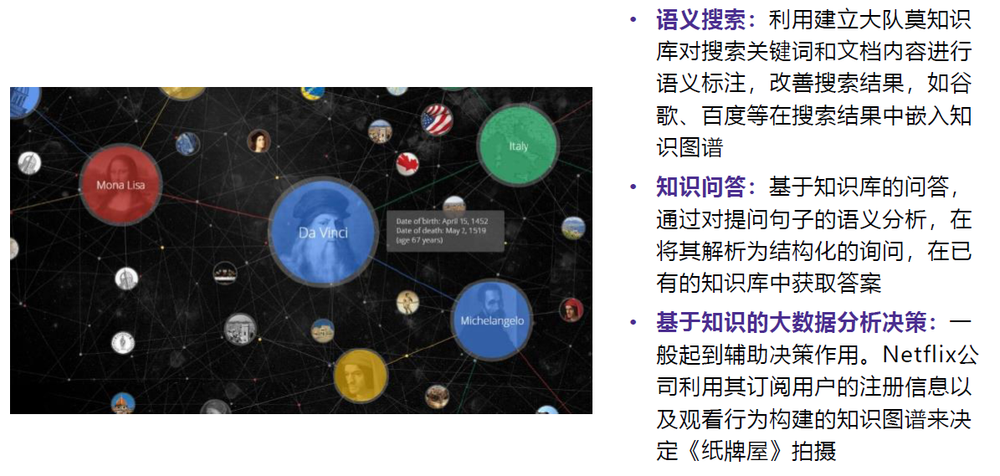 Mona Lisa
Italy
Da Vinci
Date of birth: April 15, 1452
Date of death: May 2, 1519
(age 67 years)
Michelangelo
• 语义搜索：利用建立大队莫知识
库对搜索关键词和文档内容进行
语义标注，改善搜索结果，如谷
歌、百度等在搜索结果中嵌入知
识图谱
• 知识问答：基于知识库的问答，
通过对提问句子的语义分析，在
将其解析为结构化的询问，在已
有的知识库中获取答案
• 基于知识的大数据分析决策：一
般起到辅助决策作用。Netflix公
司利用其订阅用户的注册信息以
及观看行为构建的知识图谱来决
定《纸牌屋》拍摄